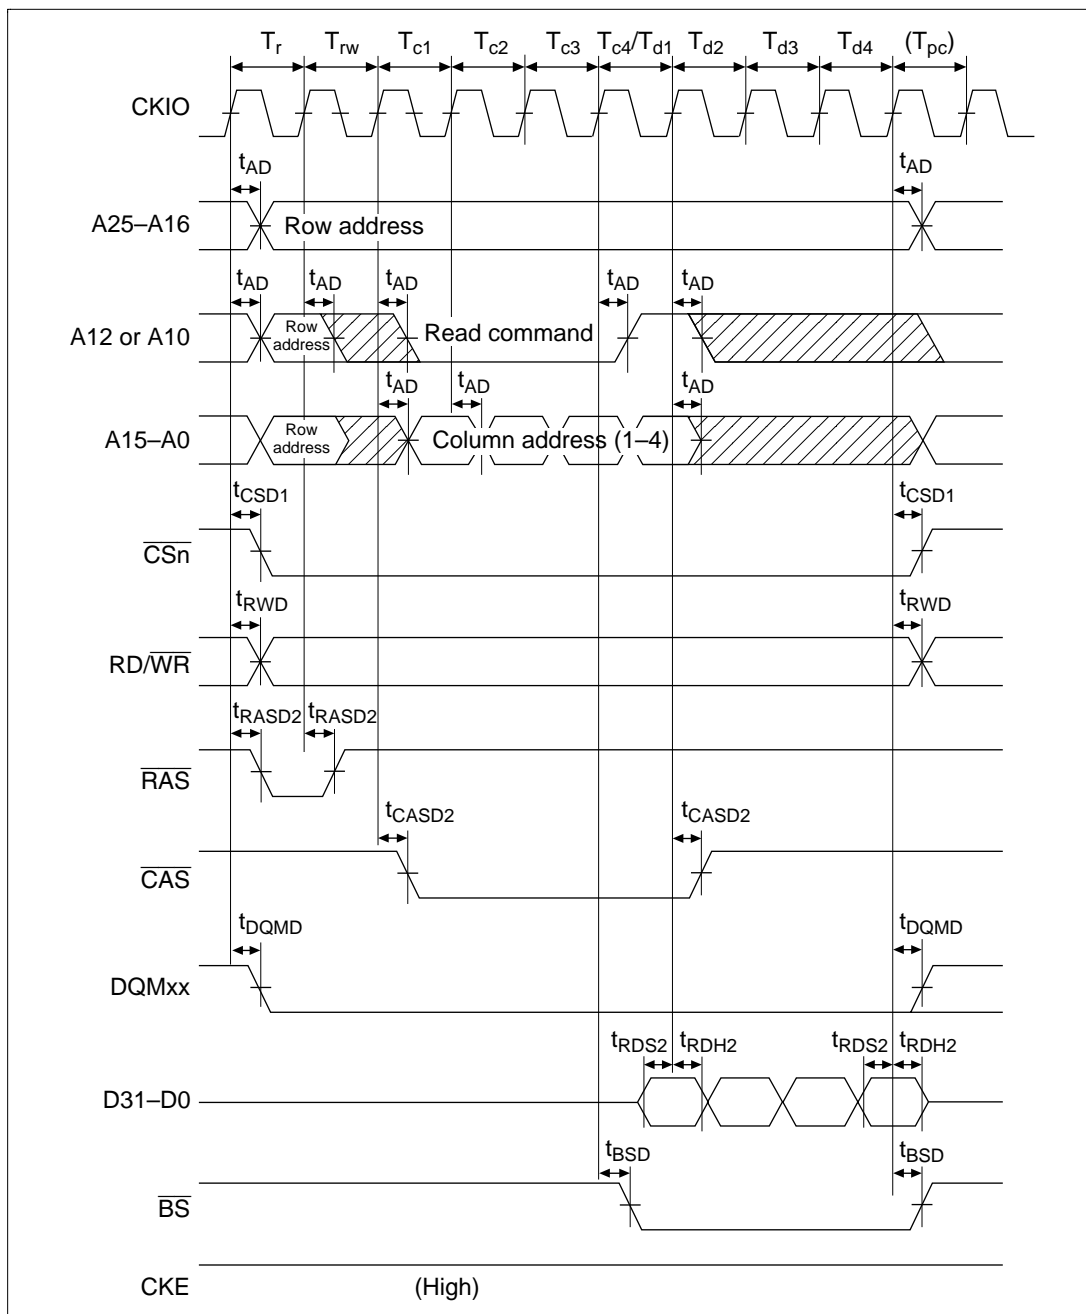 Tr Trw Tc1 Tc2 Tc3 Tc4/Td1 Td2 Td3 Td4 (Tpc)
CKIO
tAD tAD
A25–A16 Row address
tAD tAD tAD tAD tAD
A12 or A10 Row address Read command
tAD tAD tAD
A15–A0 Row address Column address (1–4)
tCSD1 tCSD1
CSn
tRWD tRWD
RD/WR
tRASD2 tRASD2
RAS
tCASD2 tCASD2
CAS
tDQMD tDQMD
DQMxx
tRDS2 tRDH2 tRDS2 tRDH2
D31–D0
tBSD tBSD
BS
CKE (High)